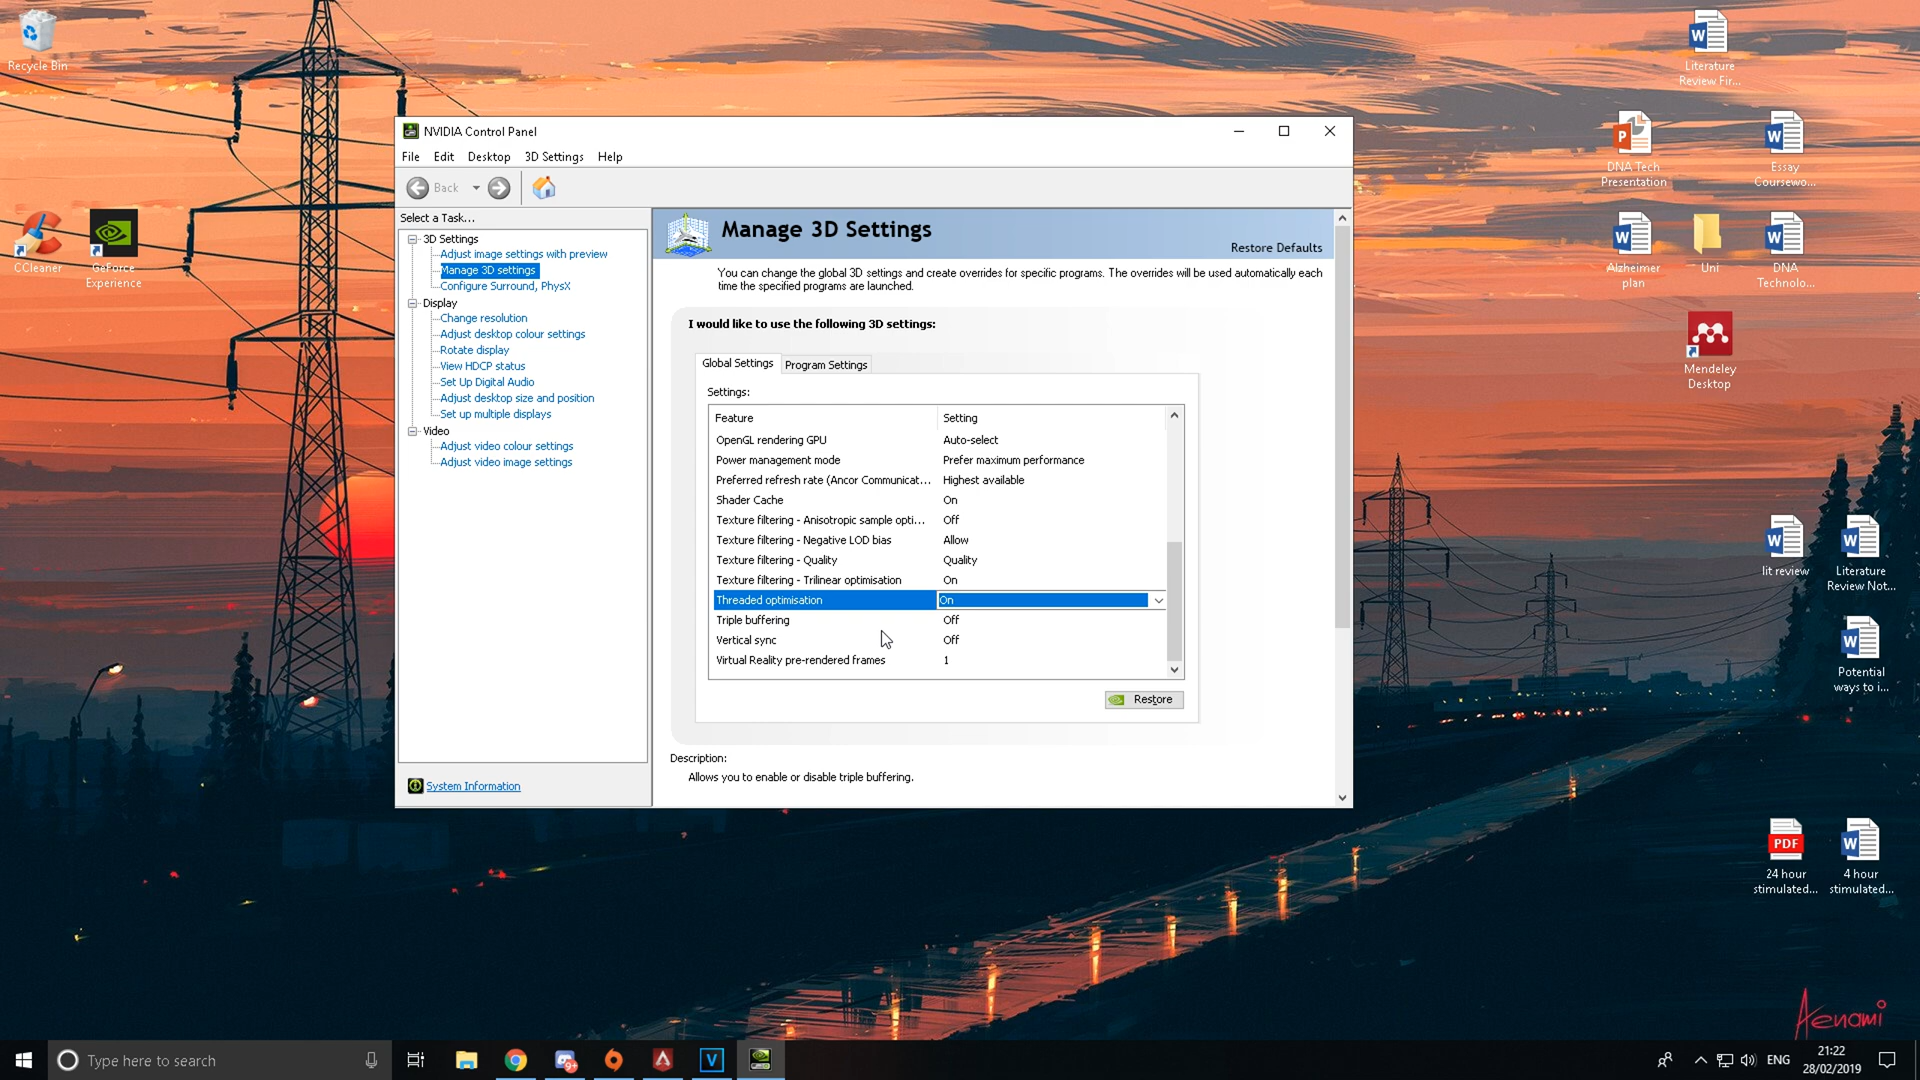 Recycle Bin
Literature
Review Fir...
DNA Tech
Presentation
Essay
Coursewo...
CCleaner
GeForce
Experience
Alzheimer
plan
Uni
DNA
Technolo...
Mendeley
Desktop
lit review
Literature
Review Not...
Potential
ways to i...
PDF
24 hour
stimulated...
4 hour
stimulated...
NVIDIA Control Panel
File Edit Desktop 3D Settings Help
Back
Select a Task...
3D Settings
Adjust image settings with preview
Manage 3D settings
Configure Surround, PhysX
Display
Change resolution
Adjust desktop colour settings
Rotate display
View HDCP status
Set Up Digital Audio
Adjust desktop size and position
Set up multiple displays
Video
Adjust video colour settings
Adjust video image settings
System Information
Manage 3D Settings
Restore Defaults
You can change the global 3D settings and create overrides for specific programs. The overrides will be used automatically each
time the specified programs are launched.
I would like to use the following 3D settings:
Global Settings Program Settings
Settings:
Feature Setting
OpenGL rendering GPU Auto-select
Power management mode Prefer maximum performance
Preferred refresh rate (Ancor Communicat... Highest available
Shader Cache On
Texture filtering - Anisotropic sample opti... Off
Texture filtering - Negative LOD bias Allow
Texture filtering - Quality Quality
Texture filtering - Trilinear optimisation On
Threaded optimisation On
Triple buffering Off
Vertical sync Off
Virtual Reality pre-rendered frames 1
Restore
Description:
Allows you to enable or disable triple buffering.
Aenami
Type here to search
V
ENG
21:22
28/02/2019